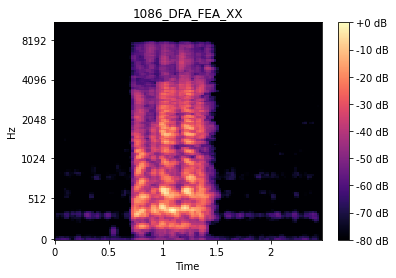 1086_DFA_FEA_XX
8192
4096
2048
1024
512
0
Hz
0
0.5
1
1.5
2
Time
+0 dB
-10 dB
-20 dB
-30 dB
-40 dB
-50 dB
-60 dB
-70 dB
-80 dB